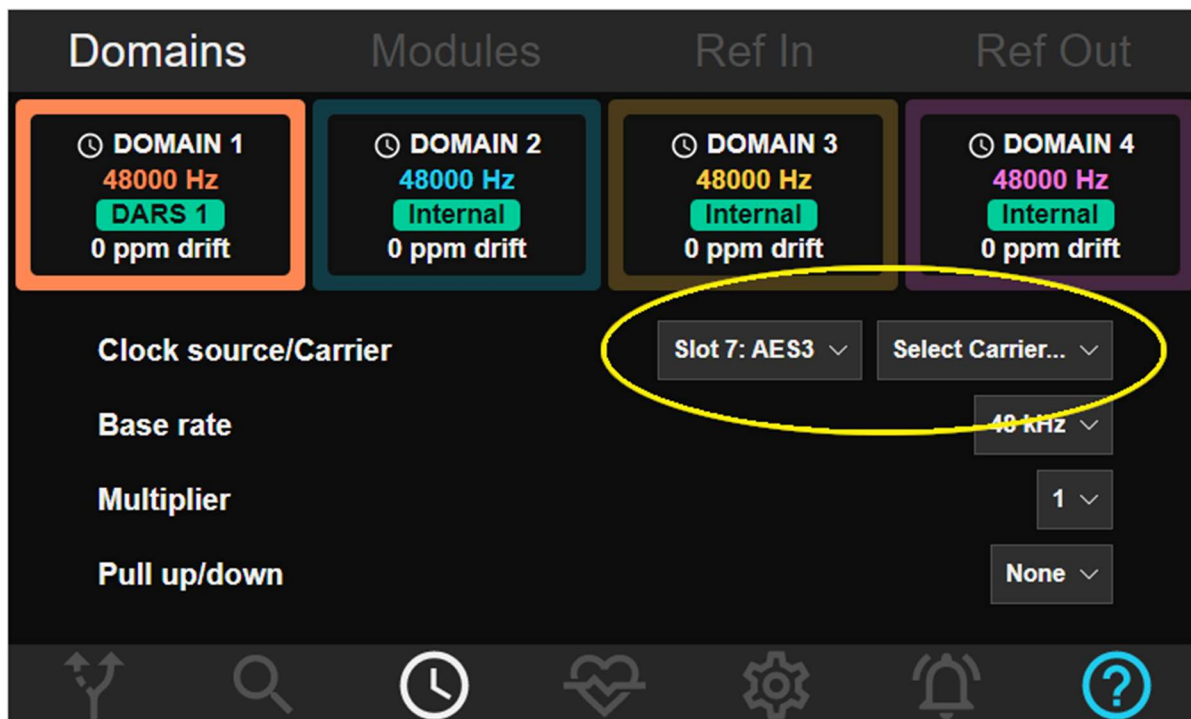 Domains Modules Ref In Ref Out
DOMAIN 1 DOMAIN 2 DOMAIN 3 DOMAIN 4
48000 Hz 48000 Hz 48000 Hz 48000 Hz
DARS 1 Internal Internal Internal
0 ppm drift 0 ppm drift 0 ppm drift 0 ppm drift
Clock source/Carrier Slot 7: AES3 Select Carrier...
Base rate 48 kHz
Multiplier 1
Pull up/down None
?